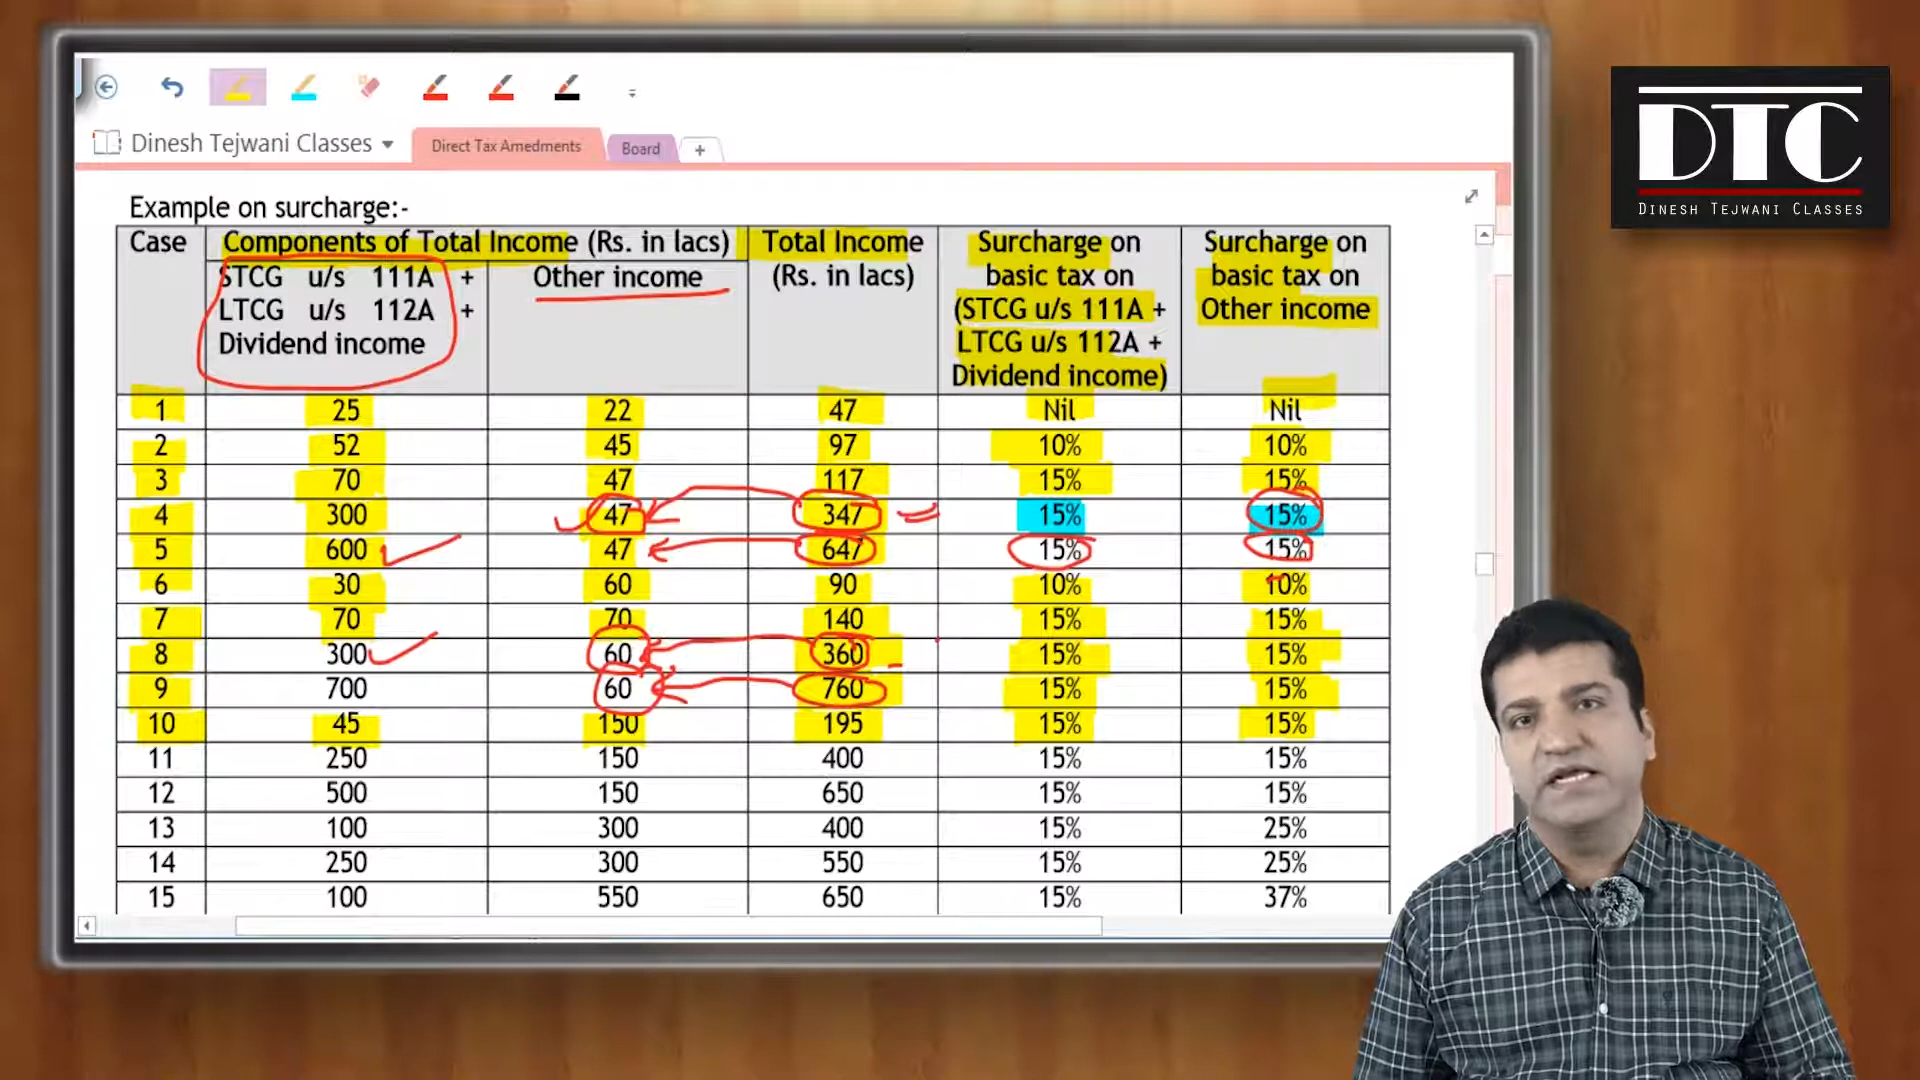 DTC
DINESH TEJWANI CLASSES
Dinesh Tejwani Classes
Direct Tax Amedments
Board
+
Example on surcharge:-
Case
Components of Total Income (Rs. in lacs)
Total Income (Rs. in lacs)
Surcharge on basic tax on (STCG u/s 111A + LTCG u/s 112A + Dividend income)
Surcharge on basic tax on Other income
STCG u/s 111A + LTCG u/s 112A + Dividend income
Other income
1 25 22 47 Nil Nil
2 52 45 97 10% 10%
3 70 47 117 15% 15%
4 300 47 347 15% 15%
5 600 47 647 15% 15%
6 30 60 90 10% 10%
7 70 70 140 15% 15%
8 300 60 360 15% 15%
9 700 60 760 15% 15%
10 45 150 195 15% 15%
11 250 150 400 15% 15%
12 500 150 650 15% 15%
13 100 300 400 15% 25%
14 250 300 550 15% 25%
15 100 550 650 15% 37%